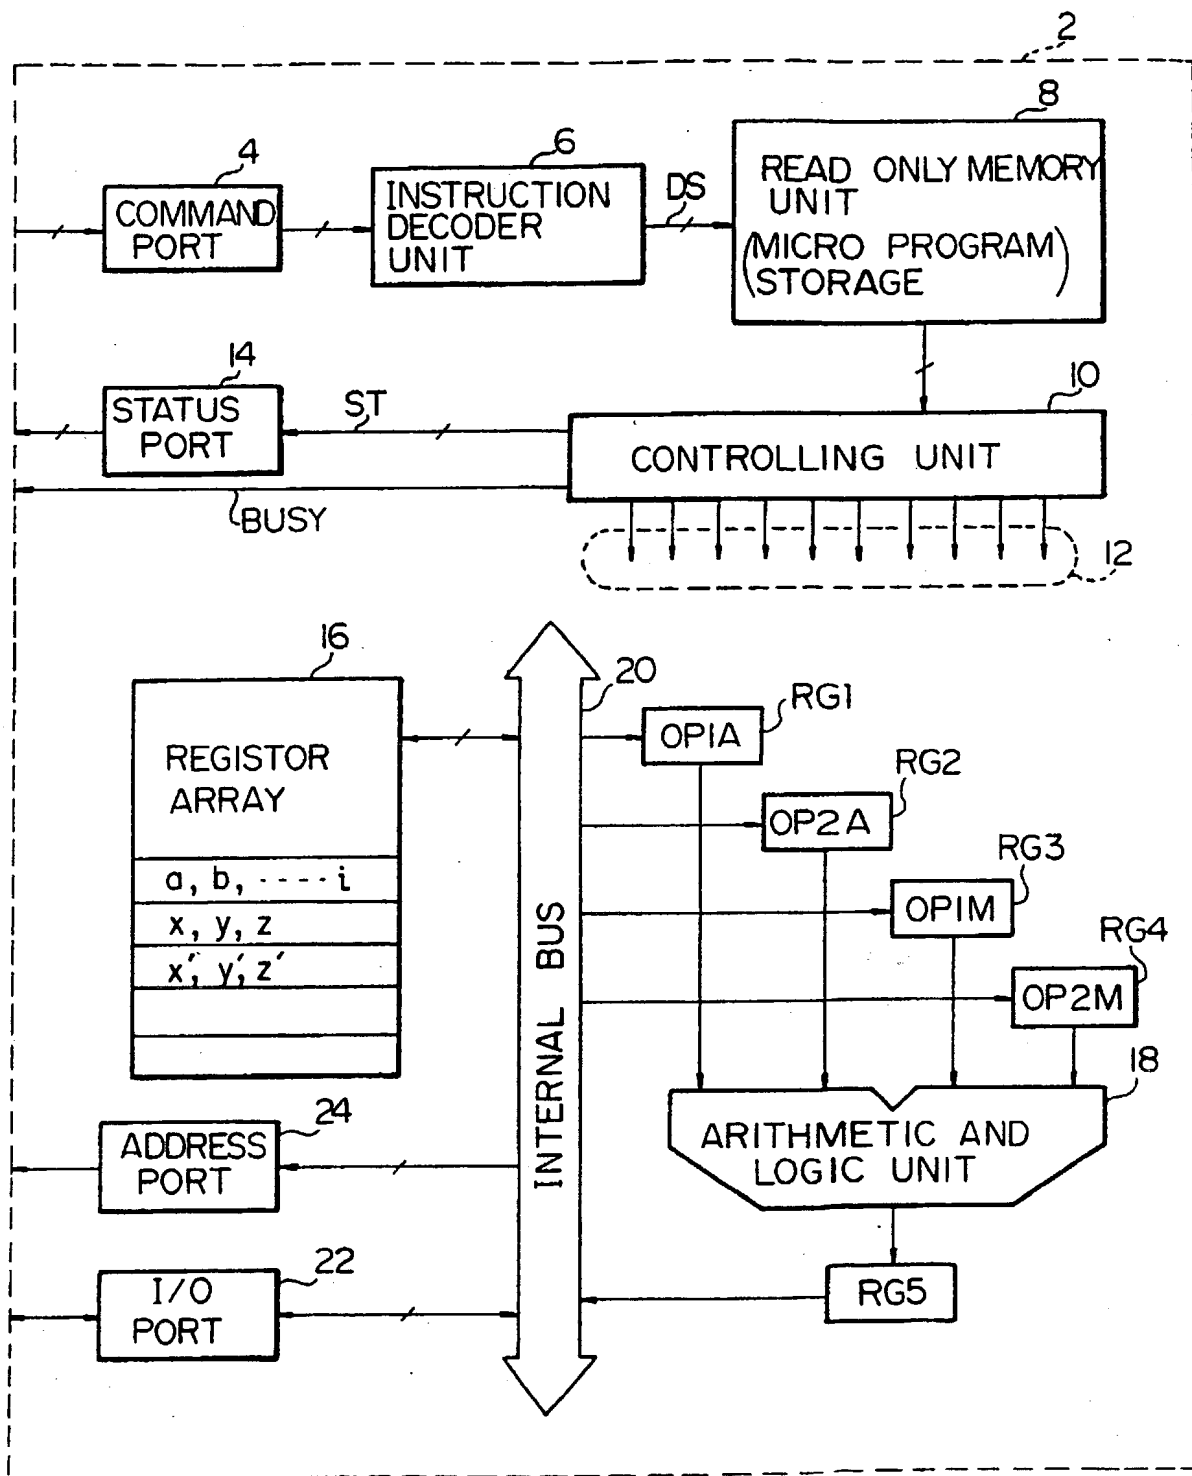 2
4
COMMAND
PORT
6
INSTRUCTION
DECODER
UNIT
DS
8
READ ONLY MEMORY
UNIT
(MICRO PROGRAM
STORAGE)
14
STATUS
PORT
ST
BUSY
10
CONTROLLING UNIT
12
16
REGISTOR
ARRAY
a, b, ----i
x, y, z
x', y', z'
20
INTERNAL BUS
OP1A
RG1
OP2A
RG2
OP1M
RG3
OP2M
RG4
18
ARITHMETIC AND
LOGIC UNIT
RG5
24
ADDRESS
PORT
22
I/O
PORT